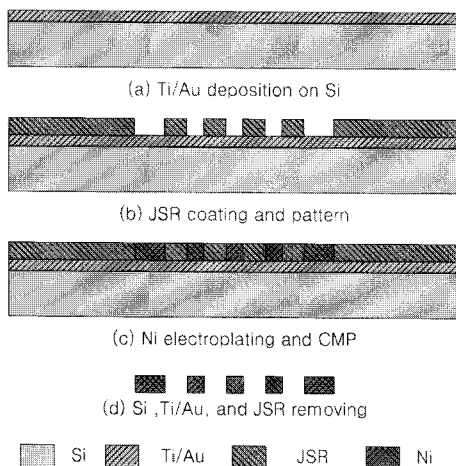 (a) Ti/Au deposition on Si
(b) JSR coating and pattern
(c) Ni electroplating and CMP
(d) Si ,Ti/Au, and JSR removing
Si Ti/Au JSR Ni